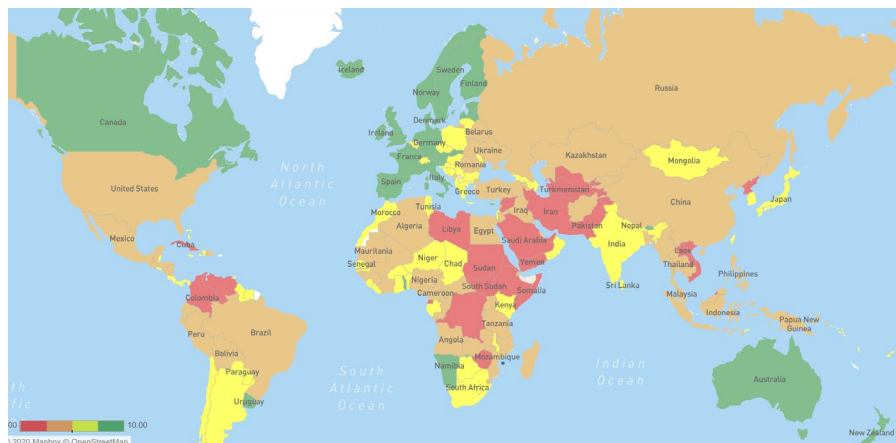 Iceland
Sweden
Finland
Norway
Russia
Canada
Denmark
Ireland
Belarus
Germany
Ukraine
France
Kazakhstan
Romania
Mongolia
North
Atlantic
Ocean
Italy
Spain
United States
Greece
Turkey
Turkmenistan
Japan
Tunisia
China
Morocco
Iraq
Iran
Algeria
Libya
Egypt
Pakistan
Nepal
Mexico
Cuba
Saudi Arabia
India
Laos
Mauritania
Niger
Chad
Sudan
Yemen
Thailand
Senegal
Philippines
Nigeria
South Sudan
Somalia
Sri Lanka
Colombia
Cameroon
Malaysia
Kenya
Indonesia
Papua New
Guinea
Tanzania
Peru
Brazil
Angola
Bolivia
Mozambique
Indian
Ocean
South
Atlantic
Ocean
Namibia
Paraguay
Australia
South Africa
Uruguay
10.00
New Zealand
2020 Mapbox © OpenStreetMap